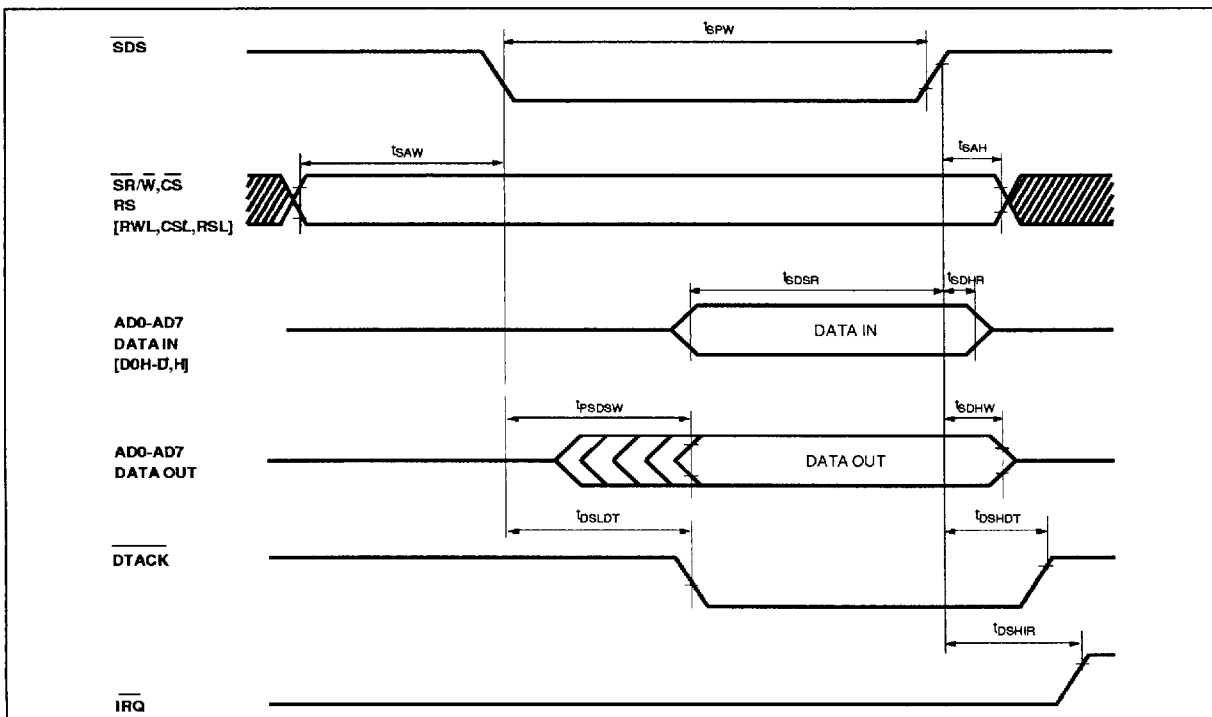 SDS
tSPW
tSAW
tSAH
SR/W,CS
RS
[RWL,CSL,RSL]
tSDSR
tSDHR
AD0-AD7
DATA IN
[D0H-D,H]
DATA IN
tPSDSW
tSDHW
AD0-AD7
DATA OUT
DATA OUT
tDSLDT
tDSHDT
DTACK
tDSHIR
IRQ